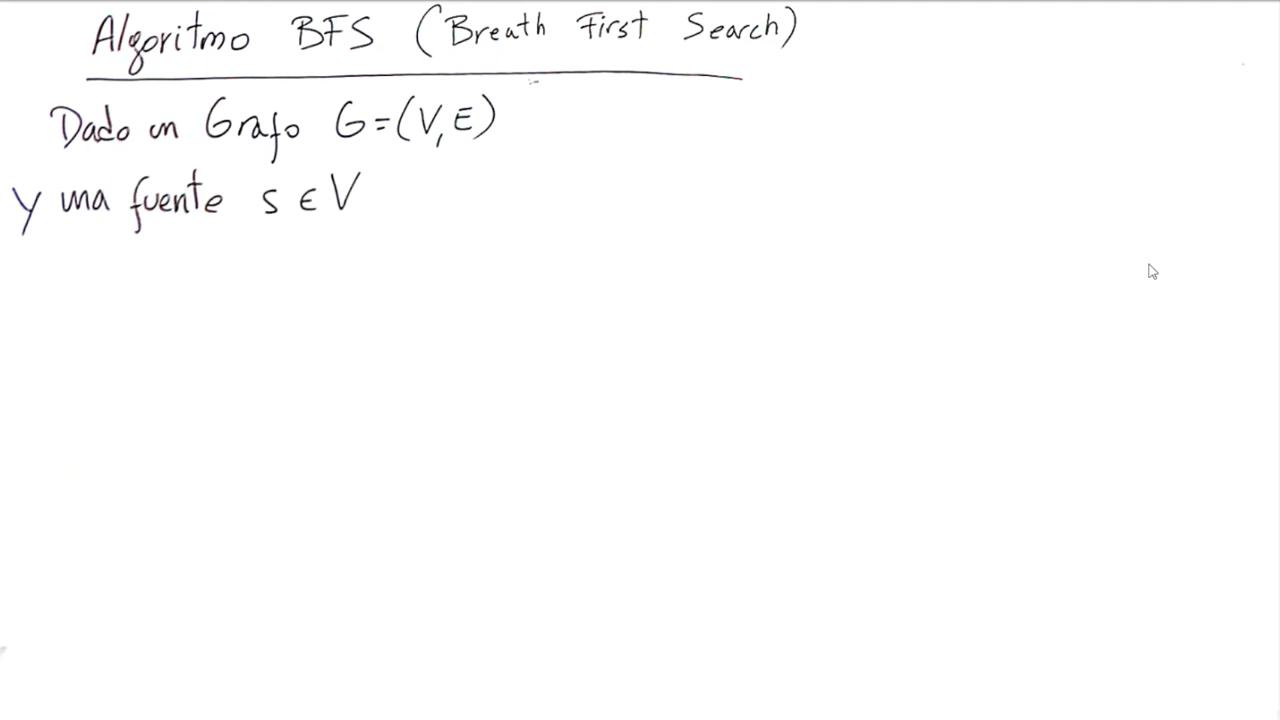 Algoritmo BFS (Breath First Search)
Dado un Grafo G=(V,E)
y una fuente s ∈ V